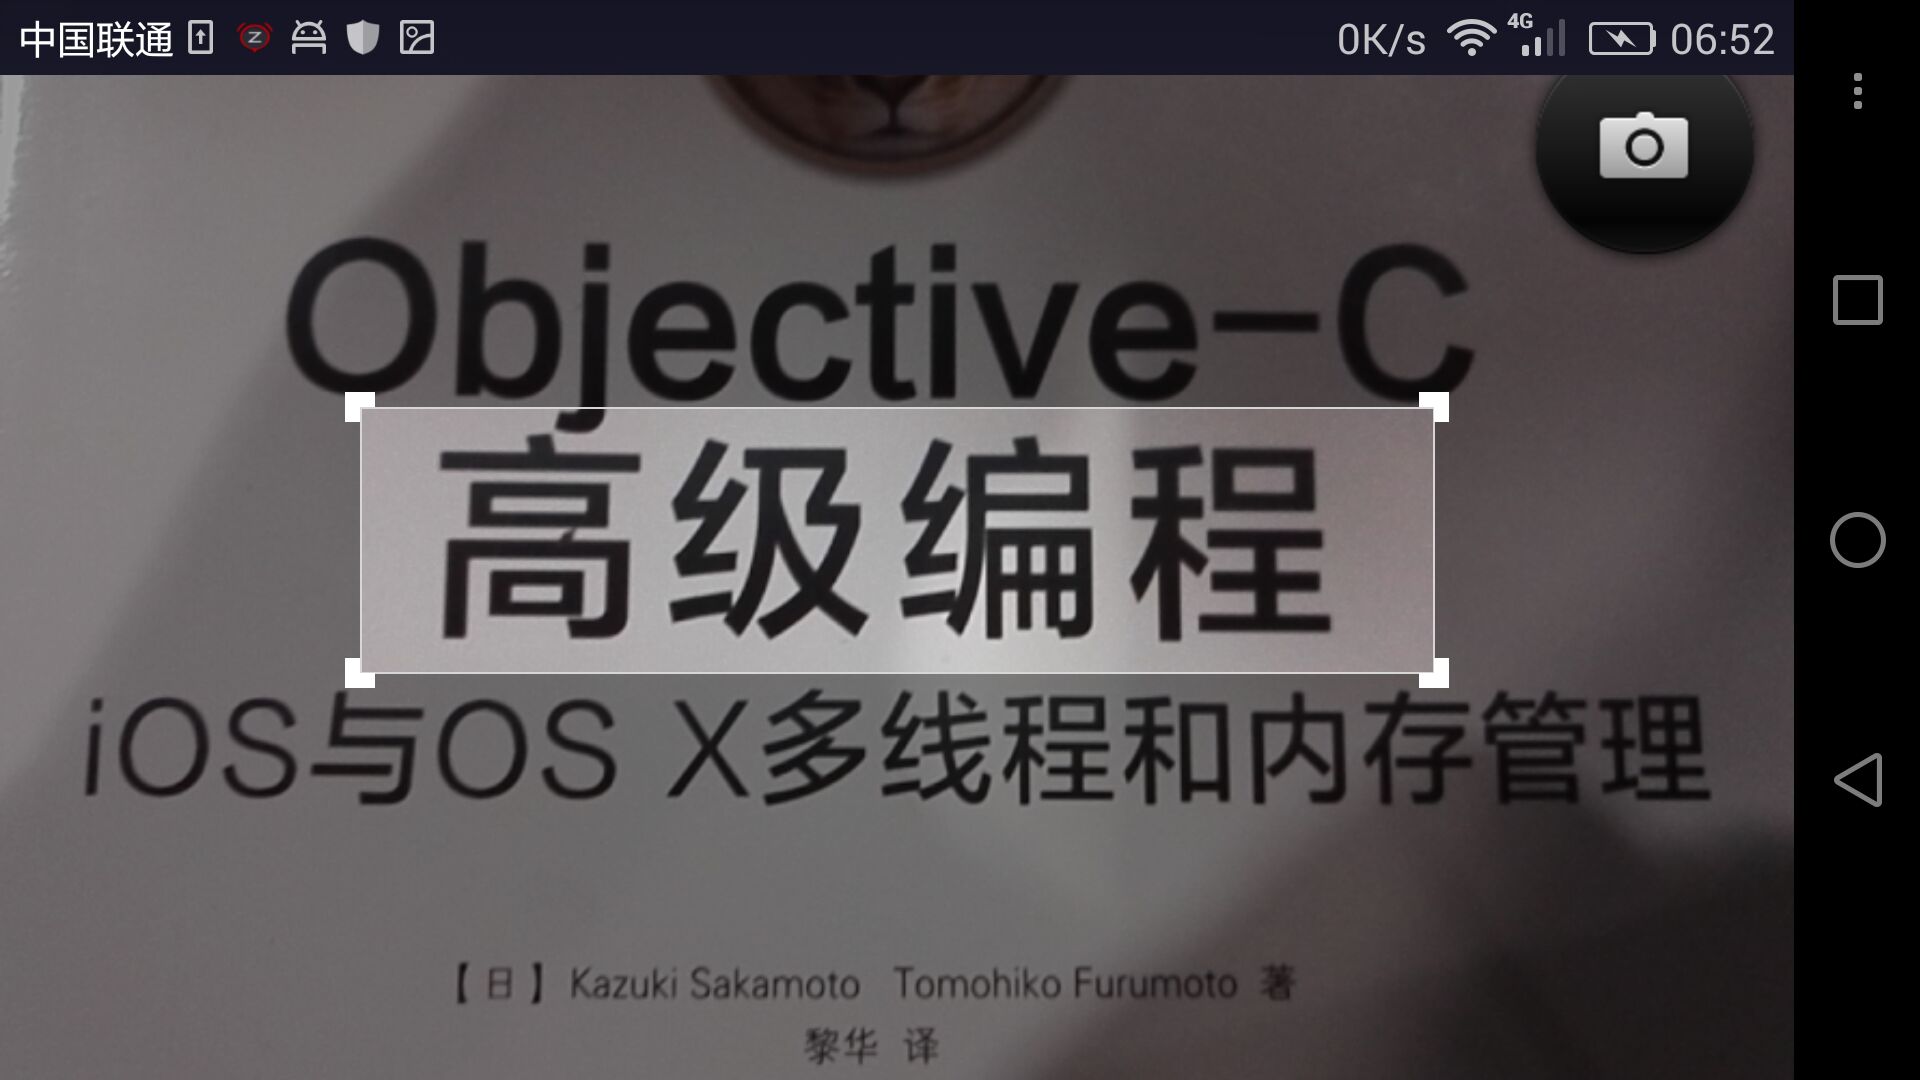 中国联通 0K/s 4G 06:52
Objective-C
高级编程
iOS与OS X多线程和内存管理
【日】Kazuki Sakamoto Tomohiko Furumoto 著
黎华 译